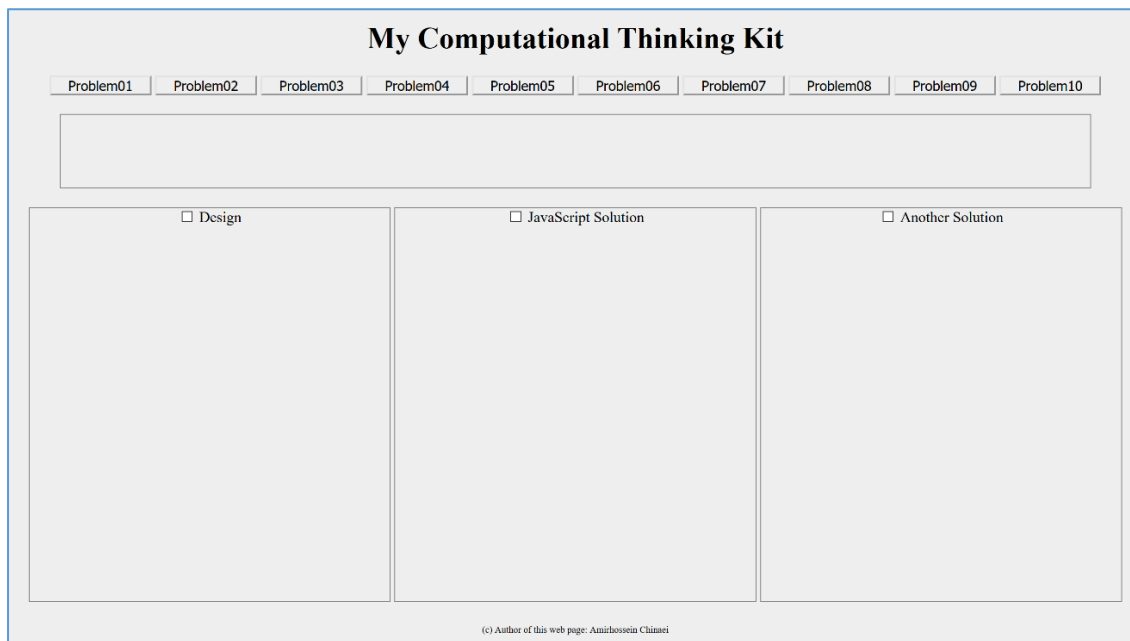 My Computational Thinking Kit
Problem01 Problem02 Problem03 Problem04 Problem05 Problem06 Problem07 Problem08 Problem09 Problem10
Design JavaScript Solution Another Solution
(c) Author of this web page: Amirhossein Chinaei